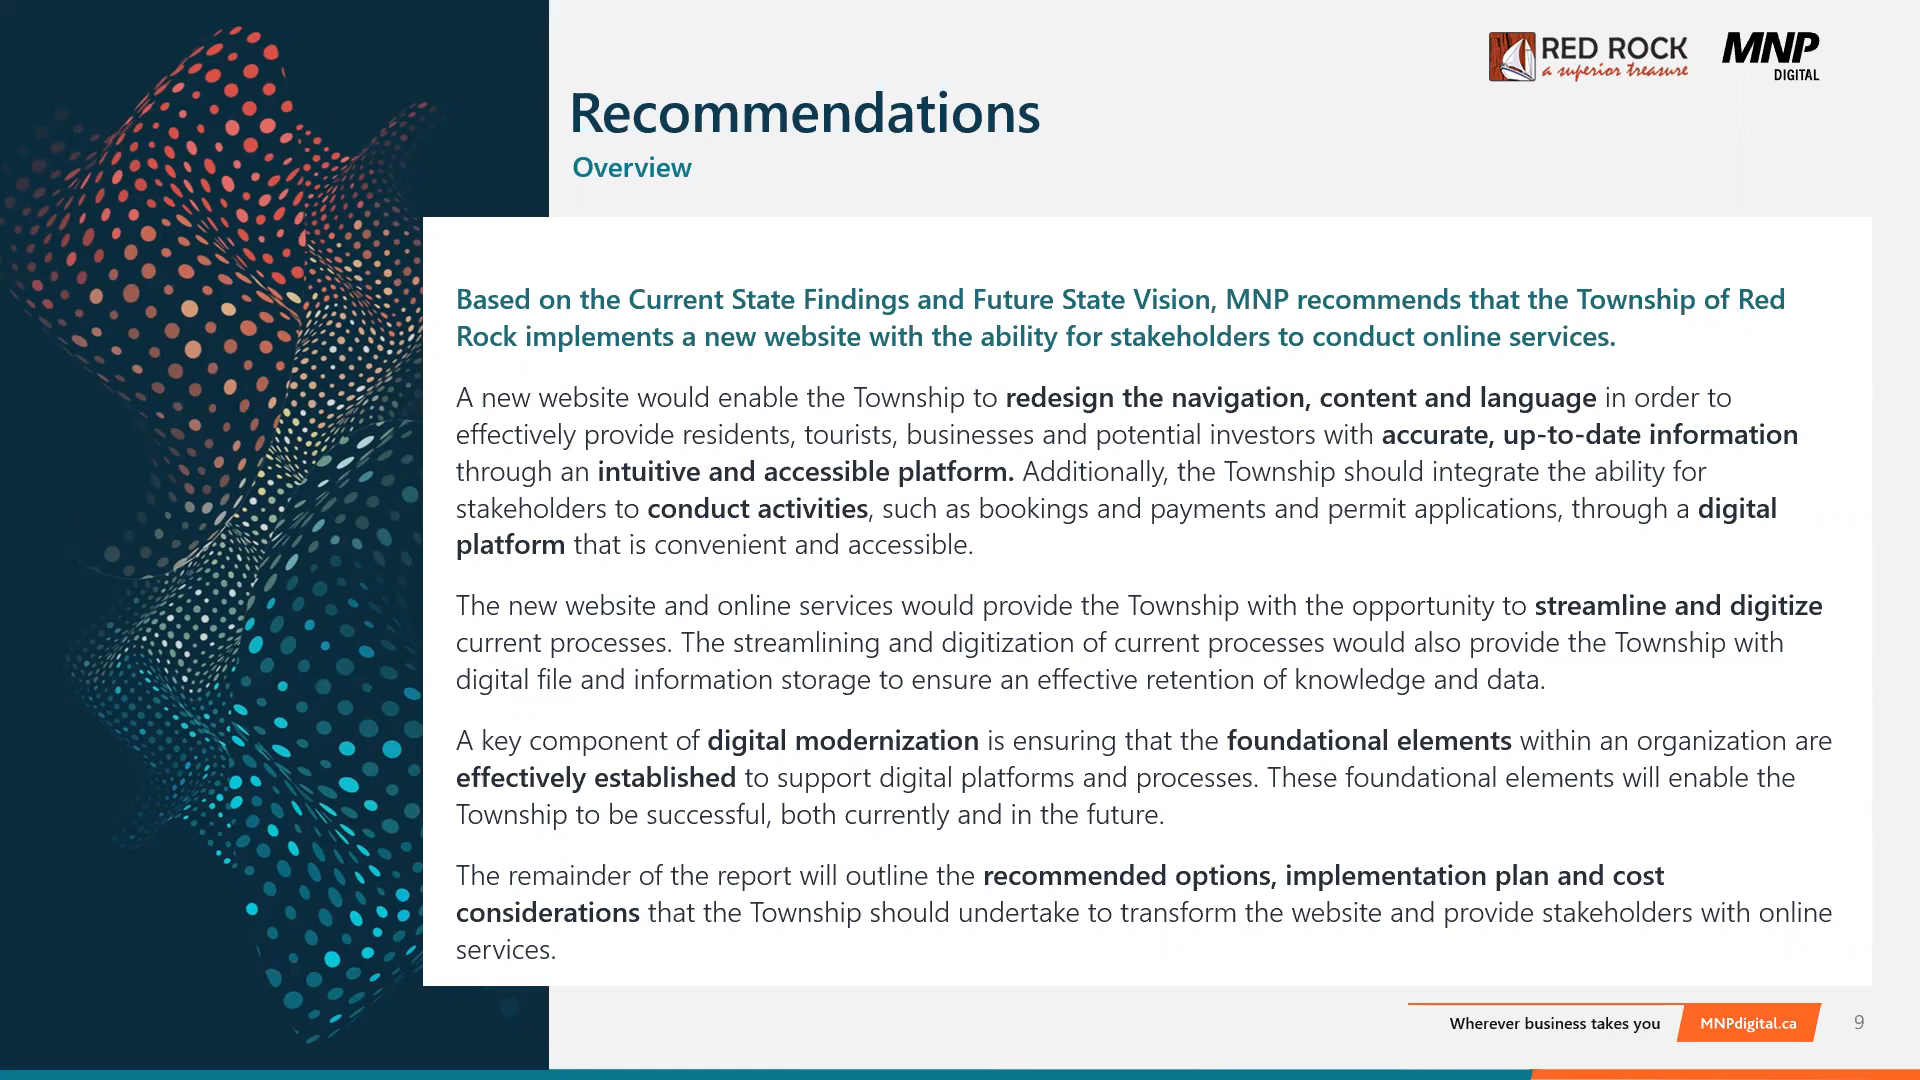 RED ROCK
a superior treasure
MNP
DIGITAL
Recommendations
Overview
Based on the Current State Findings and Future State Vision, MNP recommends that the Township of Red
Rock implements a new website with the ability for stakeholders to conduct online services.
A new website would enable the Township to redesign the navigation, content and language in order to
effectively provide residents, tourists, businesses and potential investors with accurate, up-to-date information
through an intuitive and accessible platform. Additionally, the Township should integrate the ability for
stakeholders to conduct activities, such as bookings and payments and permit applications, through a digital
platform that is convenient and accessible.
The new website and online services would provide the Township with the opportunity to streamline and digitize
current processes. The streamlining and digitization of current processes would also provide the Township with
digital file and information storage to ensure an effective retention of knowledge and data.
A key component of digital modernization is ensuring that the foundational elements within an organization are
effectively established to support digital platforms and processes. These foundational elements will enable the
Township to be successful, both currently and in the future.
The remainder of the report will outline the recommended options, implementation plan and cost
considerations that the Township should undertake to transform the website and provide stakeholders with online
services.
Wherever business takes you
MNPdigital.ca
9